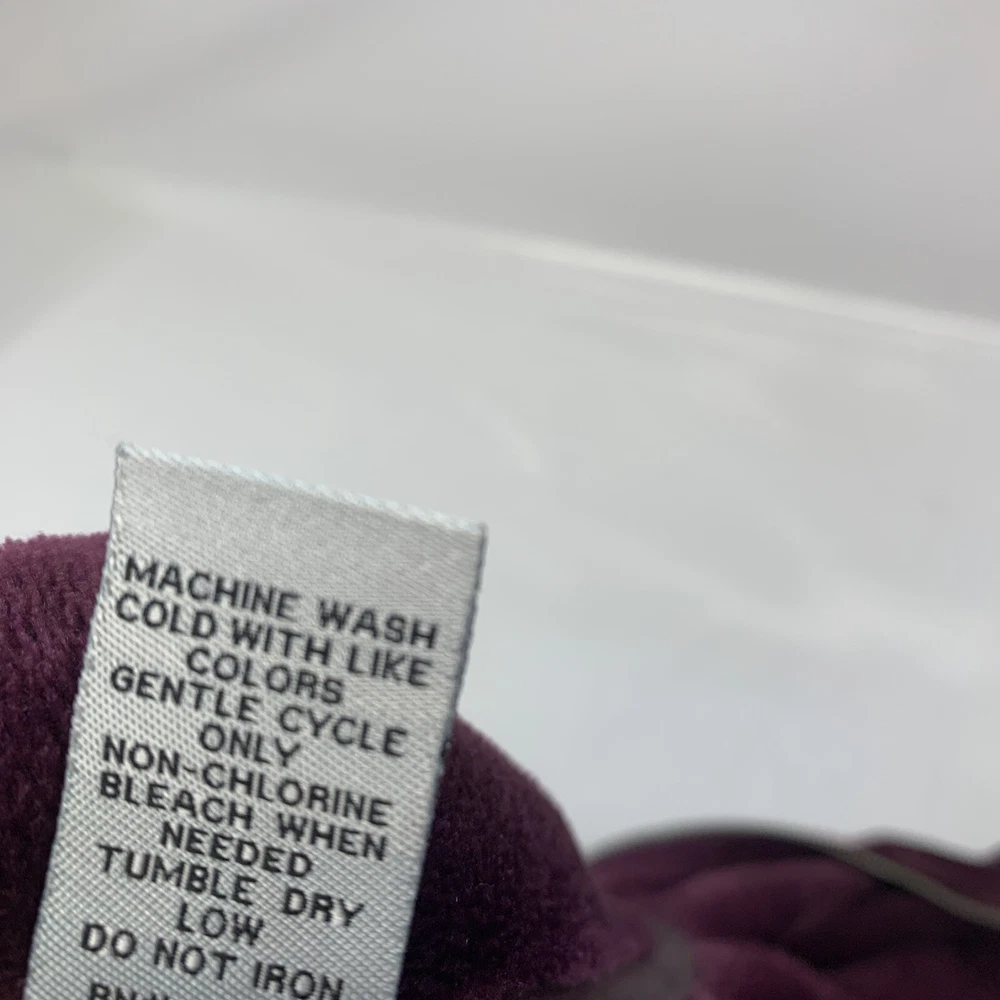 MACHINE WASH
COLD WITH LIKE
COLORS
GENTLE CYCLE
ONLY
NON-CHLORINE
BLEACH WHEN
NEEDED
TUMBLE DRY
LOW
DO NOT IRON